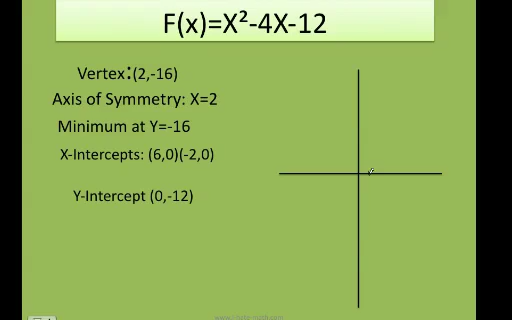 F(x)=X²-4X-12
Vertex:(2,-16)
Axis of Symmetry: X=2
Minimum at Y=-16
X-Intercepts: (6,0)(-2,0)
Y-Intercept (0,-12)